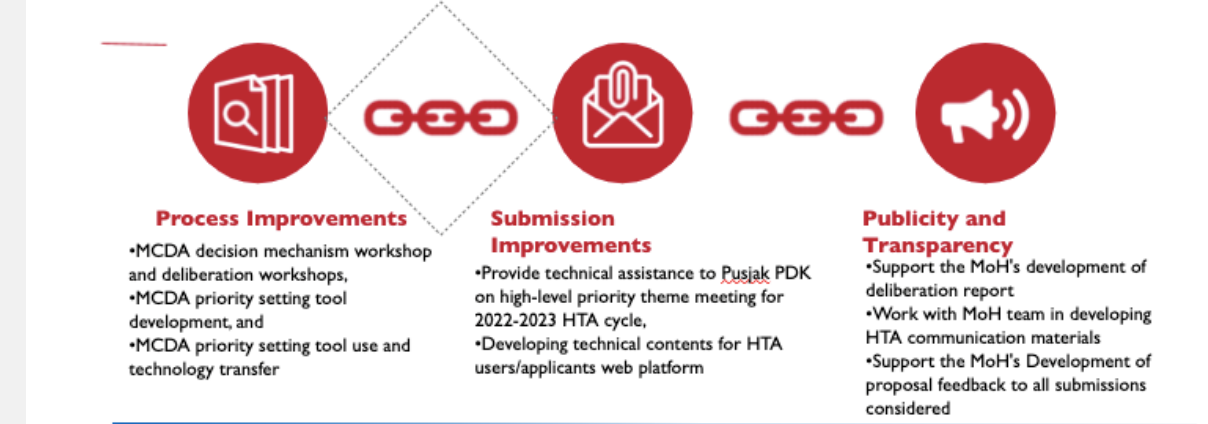 Process Improvements
•MCDA decision mechanism workshop
and deliberation workshops,
•MCDA priority setting tool
development, and
•MCDA priority setting tool use and
technology transfer
Submission
Improvements
•Provide technical assistance to Pusjak PDK
on high-level priority theme meeting for
2022-2023 HTA cycle,
•Developing technical contents for HTA
users/applicants web platform
Publicity and
Transparency
•Support the MoH's development of
deliberation report
•Work with MoH team in developing
HTA communication materials
•Support the MoH's Development of
proposal feedback to all submissions
considered